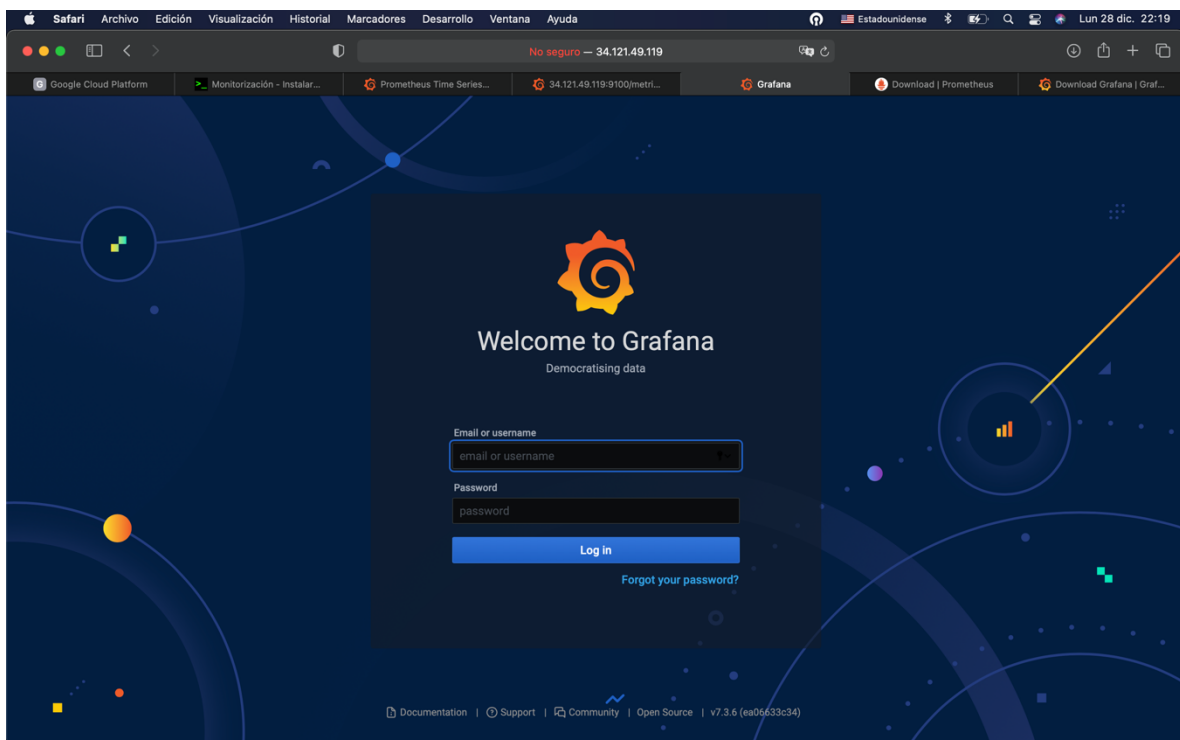 Safari Archivo Edición Visualización Historial Marcadores Desarrollo Ventana Ayuda Estadounidense Lun 28 dic. 22:19
No seguro — 34.121.49.119
G Google Cloud Platform >_ Monitorización - Instalar... Prometheus Time Series... 34.121.49.119:9100/metri... Grafana Download | Prometheus Download Grafana | Graf...
Welcome to Grafana
Democratising data
Email or username
email or username
Password
password
Log in
Forgot your password?
Documentation | Support | Community | Open Source | v7.3.6 (ea06633c34)